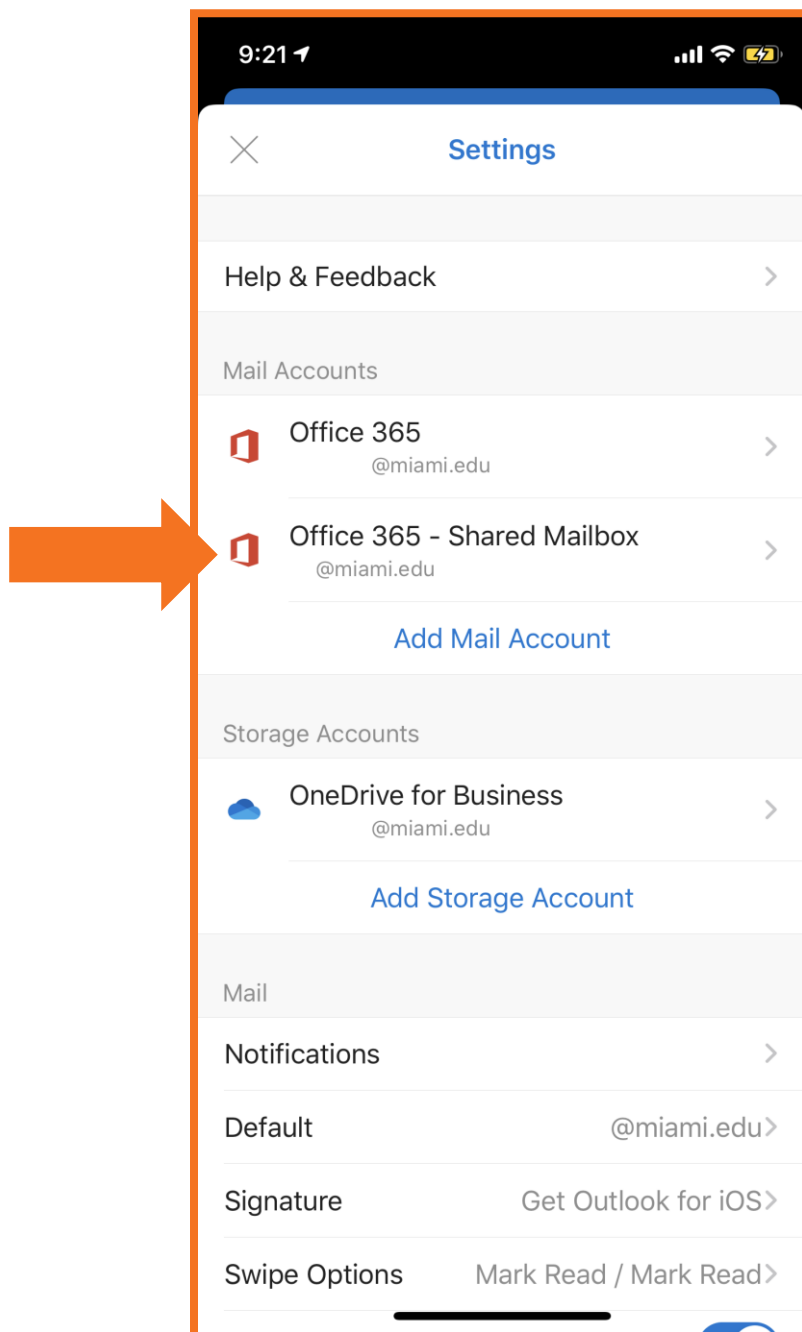 9:21
Settings
Help & Feedback
Mail Accounts
Office 365
@miami.edu
Office 365 - Shared Mailbox
@miami.edu
Add Mail Account
Storage Accounts
OneDrive for Business
@miami.edu
Add Storage Account
Mail
Notifications
Default @miami.edu
Signature Get Outlook for iOS
Swipe Options Mark Read / Mark Read